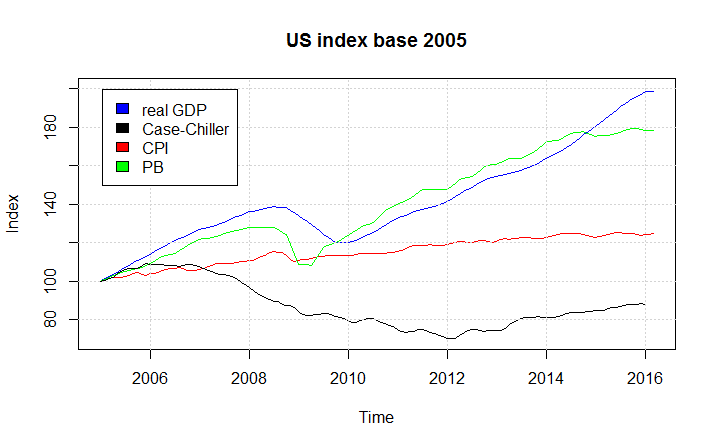 US index base 2005
real GDP
Case-Chiller
CPI
PB
Index
180
140
100
80
2006 2008 2010 2012 2014 2016
Time